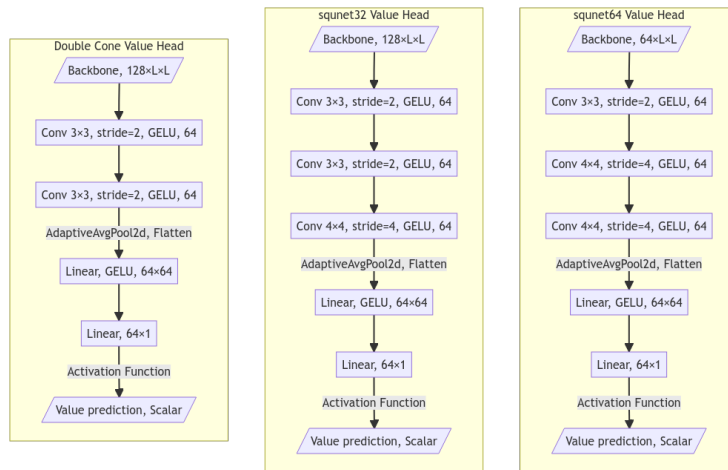 Double Cone Value Head
Backbone, 128×L×L
Conv 3×3, stride=2, GELU, 64
Conv 3×3, stride=2, GELU, 64
AdaptiveAvgPool2d, Flatten
Linear, GELU, 64×64
Linear, 64×1
Activation Function
Value prediction, Scalar
squnet32 Value Head
Backbone, 128×L×L
Conv 3×3, stride=2, GELU, 64
Conv 3×3, stride=2, GELU, 64
Conv 4×4, stride=4, GELU, 64
AdaptiveAvgPool2d, Flatten
Linear, GELU, 64×64
Linear, 64×1
Activation Function
Value prediction, Scalar
squnet64 Value Head
Backbone, 64×L×L
Conv 3×3, stride=2, GELU, 64
Conv 4×4, stride=4, GELU, 64
Conv 4×4, stride=4, GELU, 64
AdaptiveAvgPool2d, Flatten
Linear, GELU, 64×64
Linear, 64×1
Activation Function
Value prediction, Scalar